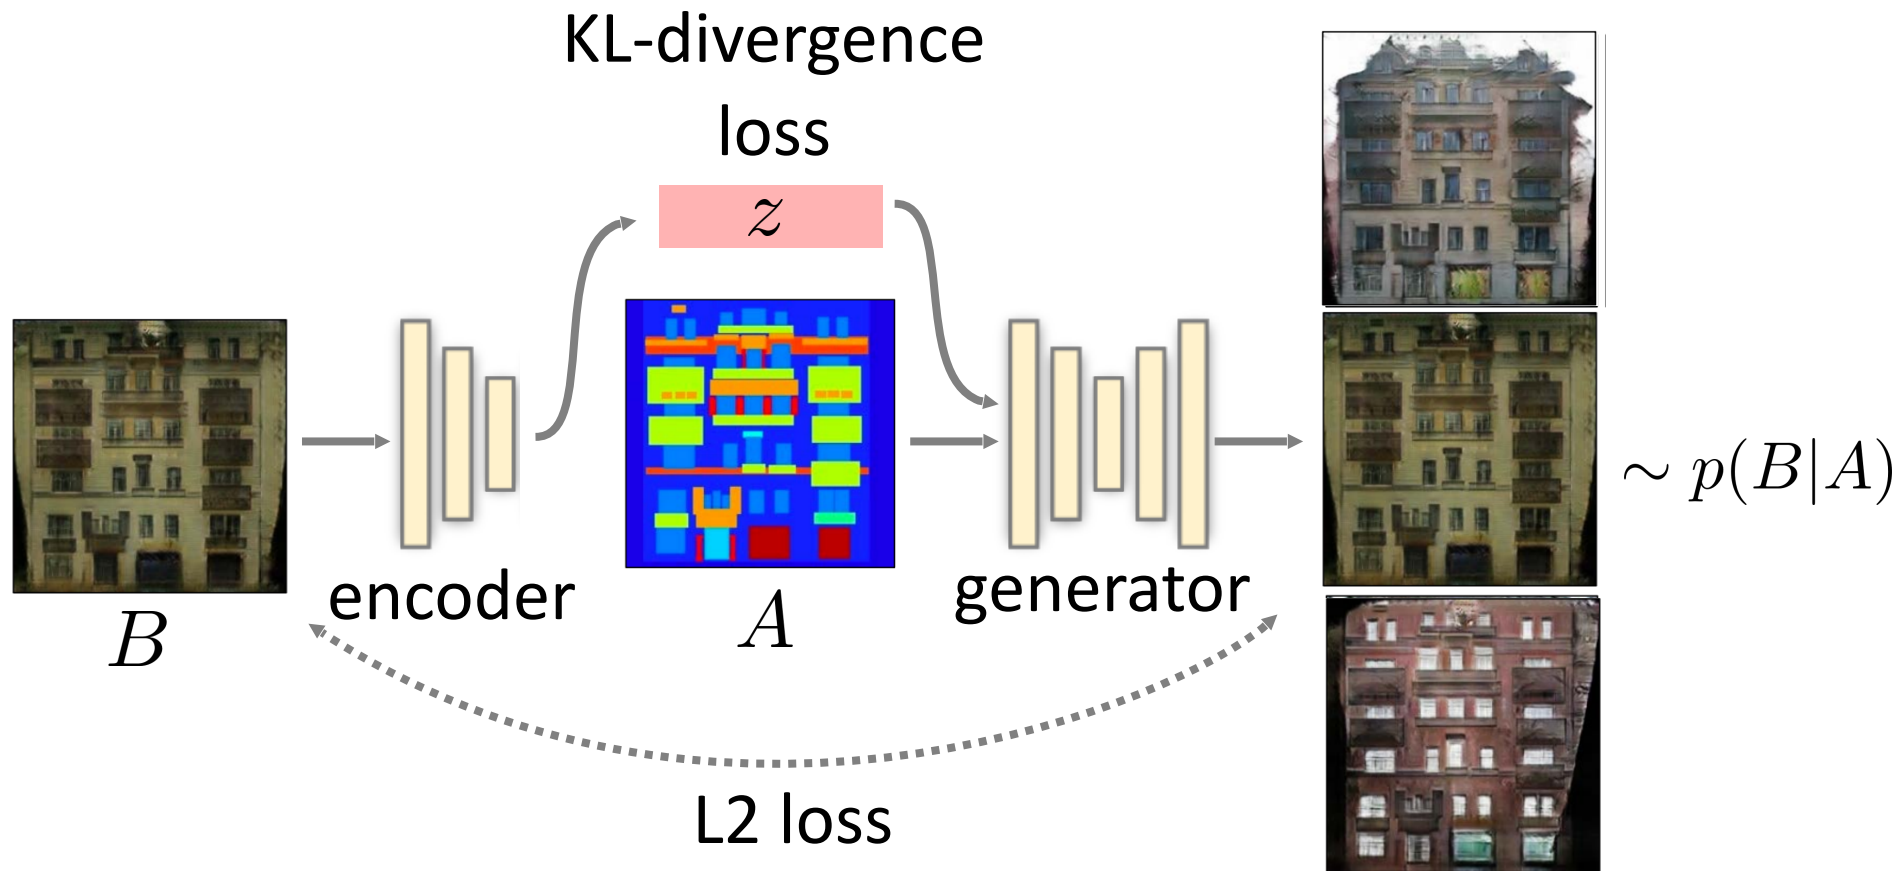 KL-divergence
loss
z
B
encoder
A
generator
∼ p(B|A)
L2 loss